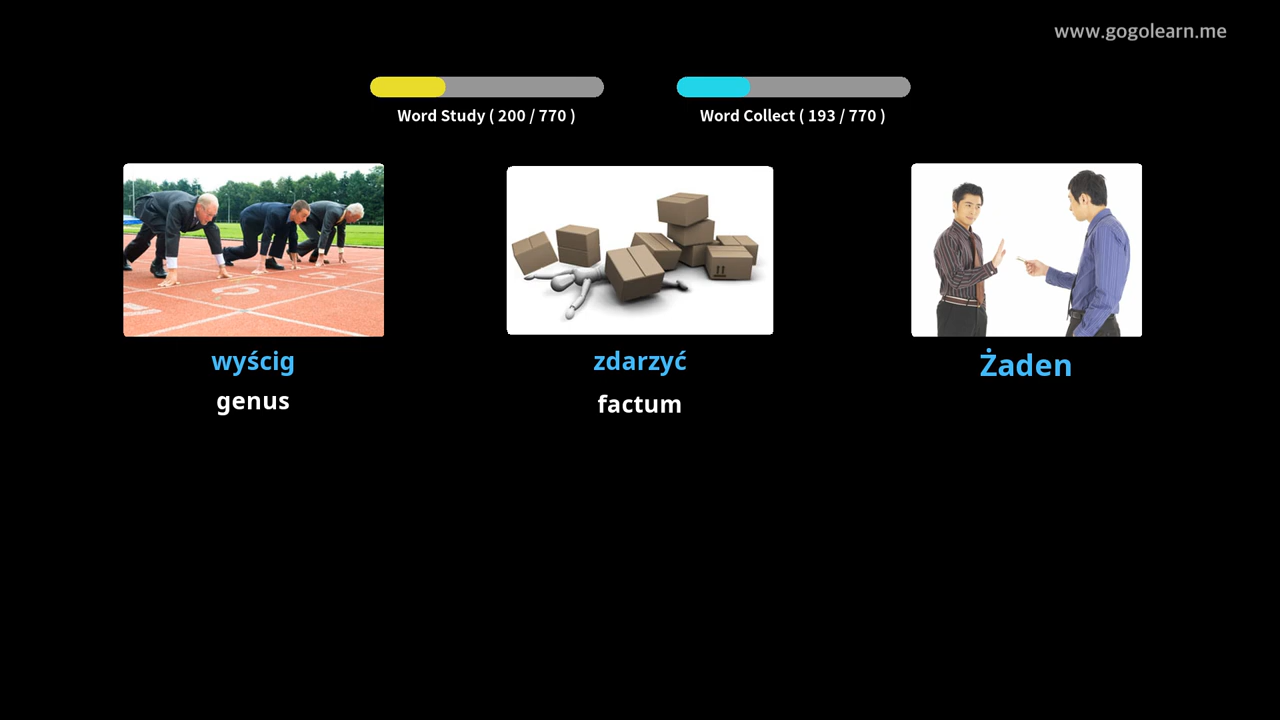 www.gogolearn.me
Word Study ( 200 / 770 )
Word Collect ( 193 / 770 )
wyścig
genus
zdarzyć
factum
Żaden